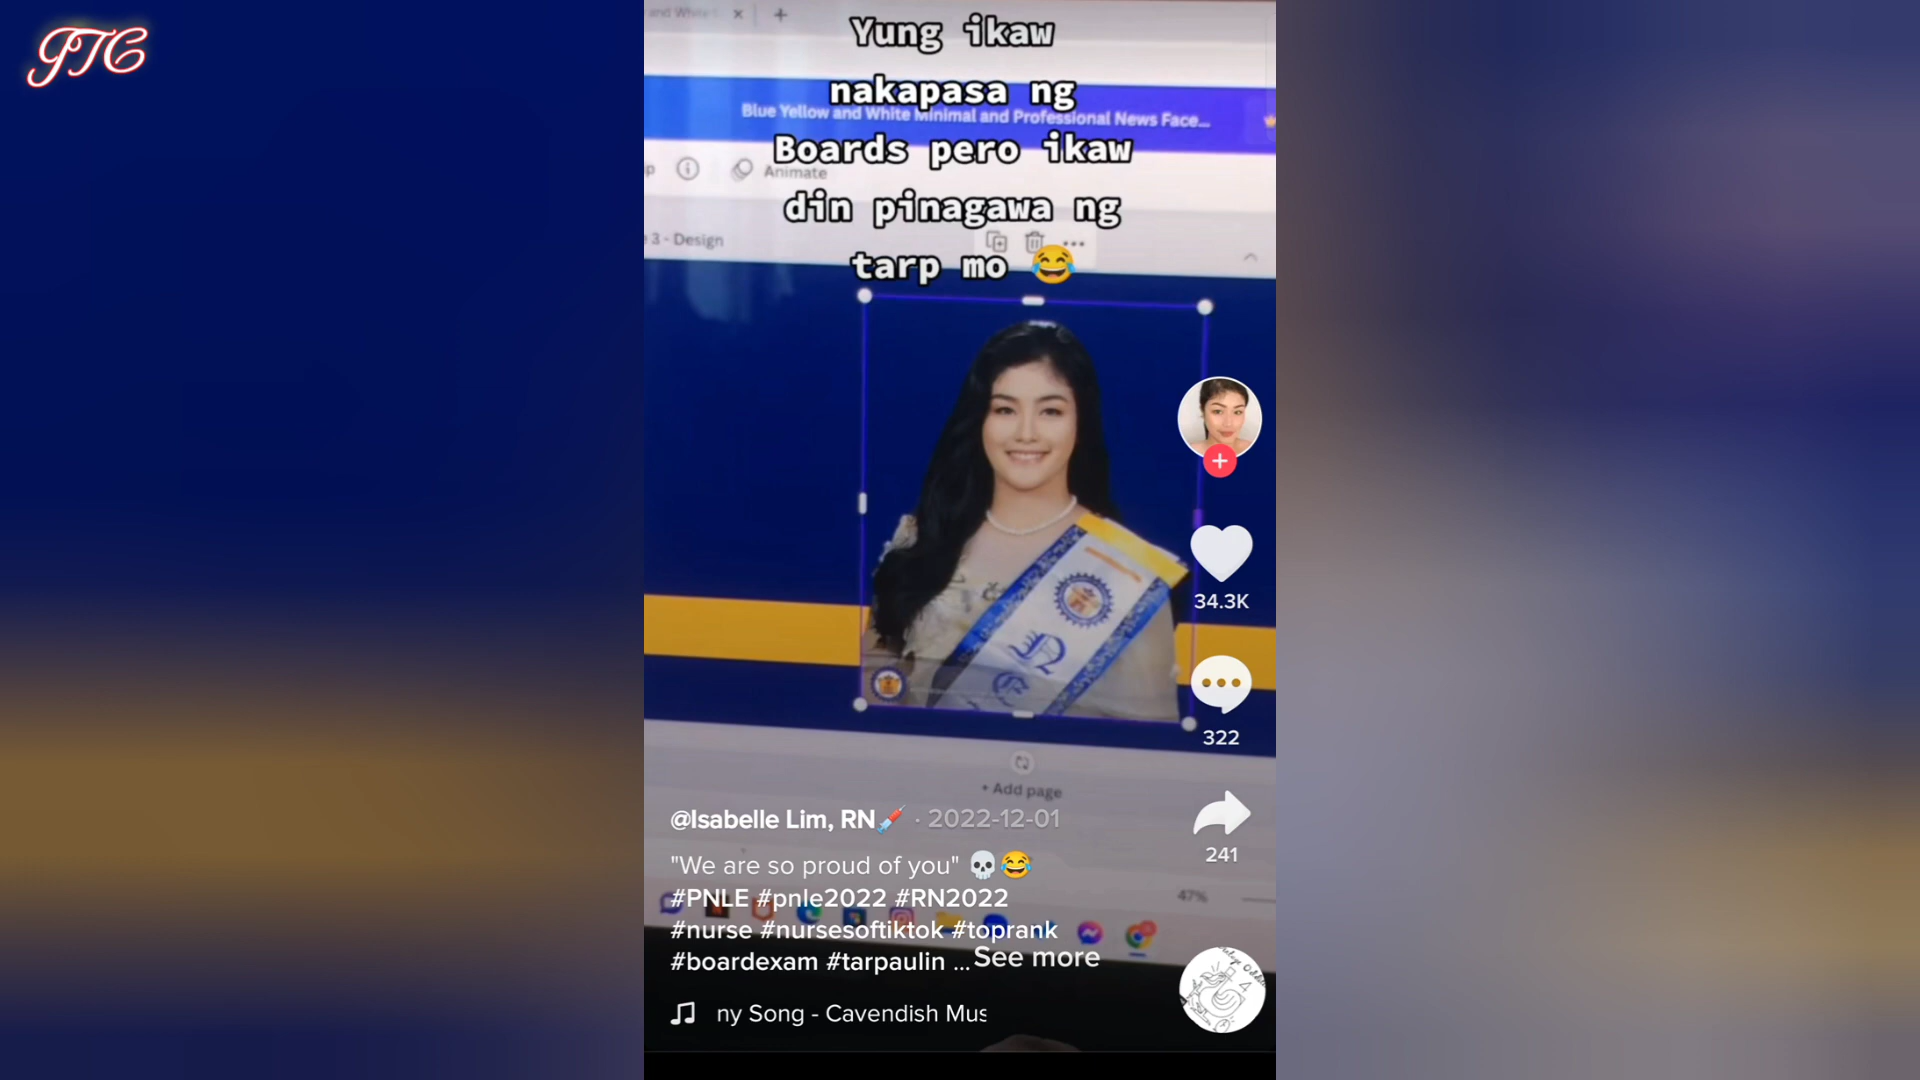 GTC
Yung ikaw
nakapasa ng
Blue Yellow and White Minimal and Professional News Face...
Boards pero ikaw
Animate
din pinagawa ng
3 - Design
tarp mo 😂
34.3K
322
+ Add page
@Isabelle Lim, RN💉 · 2022-12-01
241
"We are so proud of you" 💀😂
#PNLE #pnle2022 #RN2022
47%
#nurse #nursesoftiktok #toprank
#boardexam #tarpaulin ... See more
ny Song - Cavendish Mus